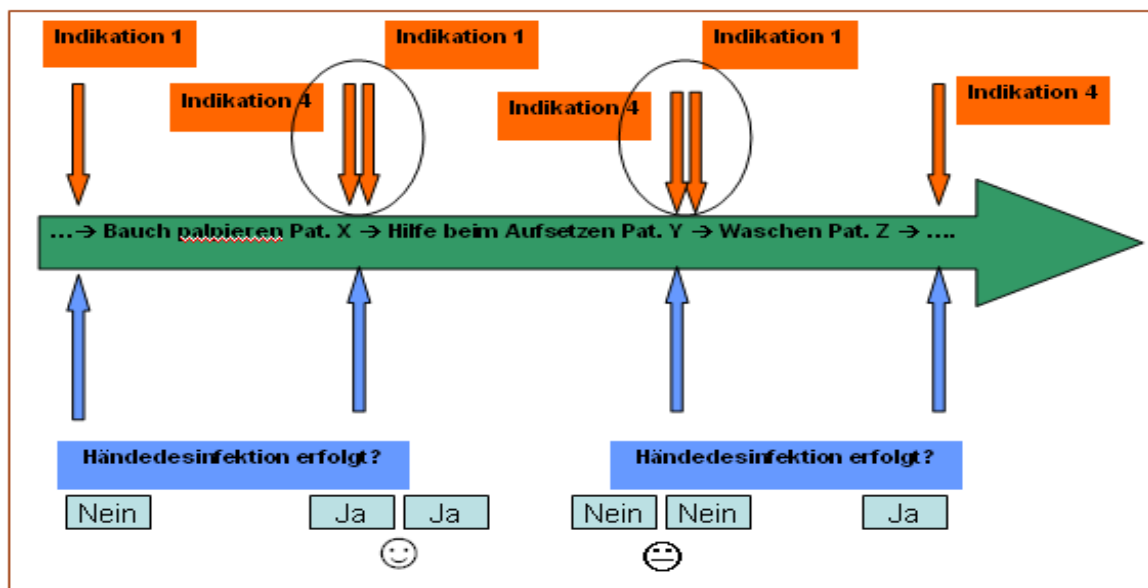 Indikation 1
Indikation 1
Indikation 1
Indikation 4
Indikation 4
Indikation 4
...→ Bauch palpieren Pat. X → Hilfe beim Aufsetzen Pat. Y → Waschen Pat. Z → ....
Händedesinfektion erfolgt?
Händedesinfektion erfolgt?
Nein
Ja
Ja
Nein
Nein
Ja